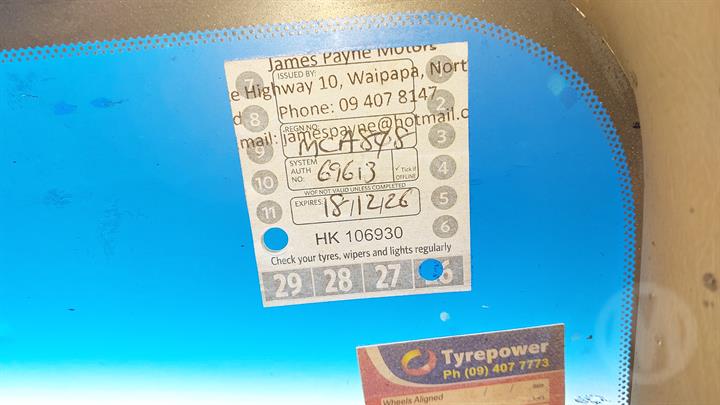 James Payne Motors
ISSUED BY:
e Highway 10, Waipapa, Nort
d
Phone: 09 407 8147
mail: jamespayne@hotmail.c
REGN NO:
SYSTEM AUTH NO: 69613
✓ Tick if OFFLINE
WOF NOT VALID UNLESS COMPLETED
EXPIRES: 18/12/26
HK 106930
Check your tyres, wipers and lights regularly
7
8
9
10
11
2
3
4
5
6
29 28 27 26
Tyrepower
Ph (09) 407 7773
Wheels Aligned / / date
M